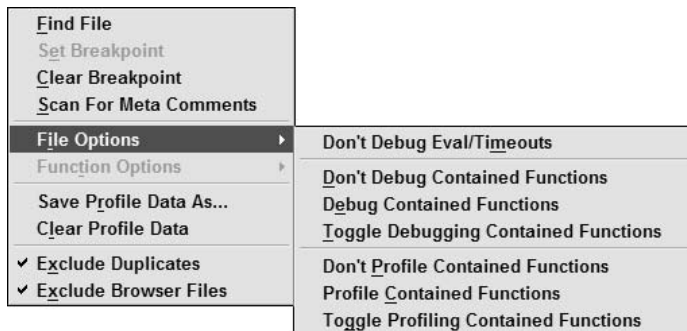 Find File
Set Breakpoint
Clear Breakpoint
Scan For Meta Comments
File Options
Function Options
Save Profile Data As...
Clear Profile Data
Exclude Duplicates
Exclude Browser Files
Don't Debug Eval/Timeouts
Don't Debug Contained Functions
Debug Contained Functions
Toggle Debugging Contained Functions
Don't Profile Contained Functions
Profile Contained Functions
Toggle Profiling Contained Functions